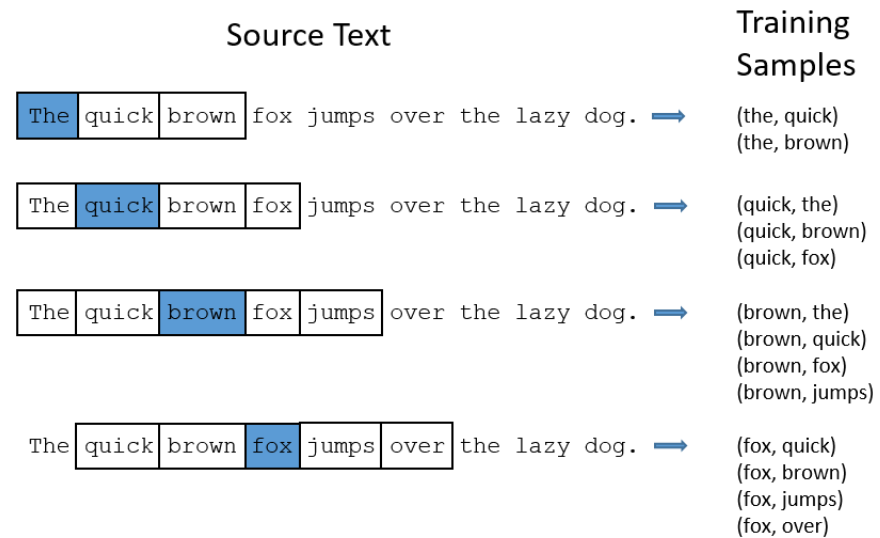 Source Text
Training
Samples
The quick brown fox jumps over the lazy dog.
(the, quick)
(the, brown)
The quick brown fox jumps over the lazy dog.
(quick, the)
(quick, brown)
(quick, fox)
The quick brown fox jumps over the lazy dog.
(brown, the)
(brown, quick)
(brown, fox)
(brown, jumps)
The quick brown fox jumps over the lazy dog.
(fox, quick)
(fox, brown)
(fox, jumps)
(fox, over)